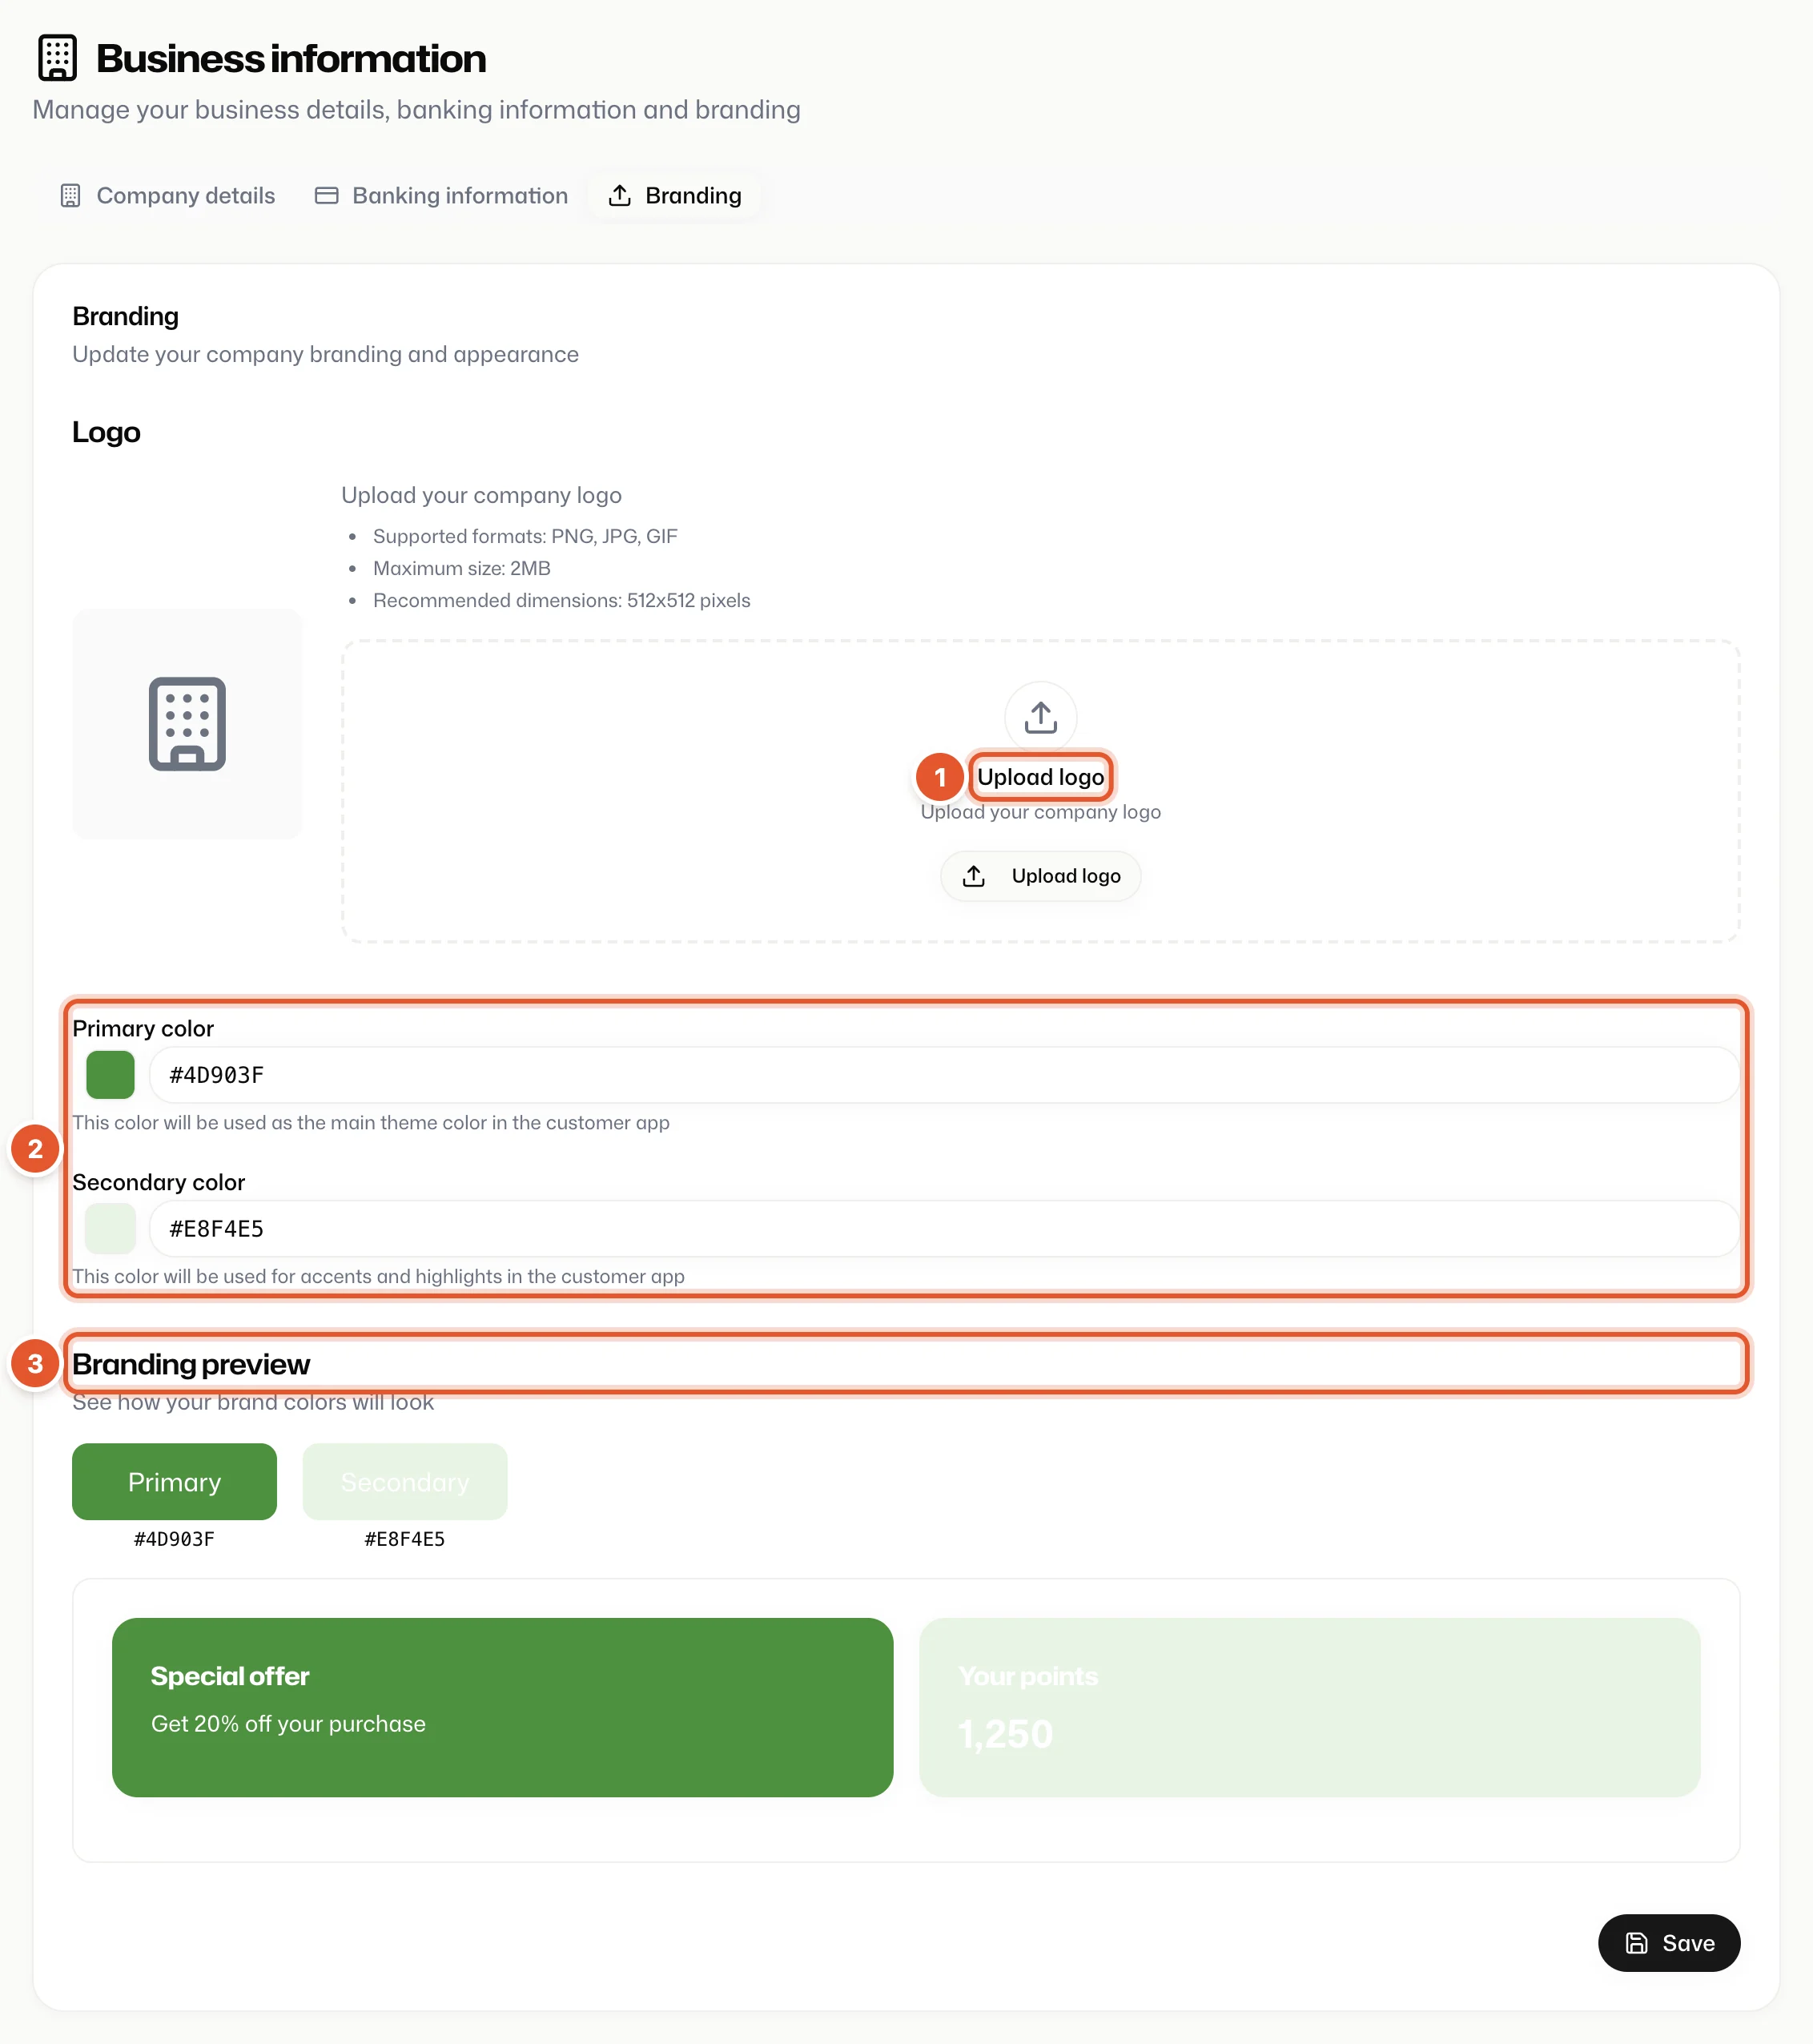 Business information
Manage your business details, banking information and branding
Company details
Banking information
Branding
Branding
Update your company branding and appearance
Logo
Upload your company logo
• Supported formats: PNG, JPG, GIF
• Maximum size: 2MB
• Recommended dimensions: 512x512 pixels
1
Upload logo
Upload your company logo
Upload logo
Primary color
#4D903F
This color will be used as the main theme color in the customer app
2
Secondary color
#E8F4E5
This color will be used for accents and highlights in the customer app
3
Branding preview
See how your brand colors will look
Primary
Secondary
#4D903F
#E8F4E5
Special offer
Get 20% off your purchase
Your points
1,250
Save